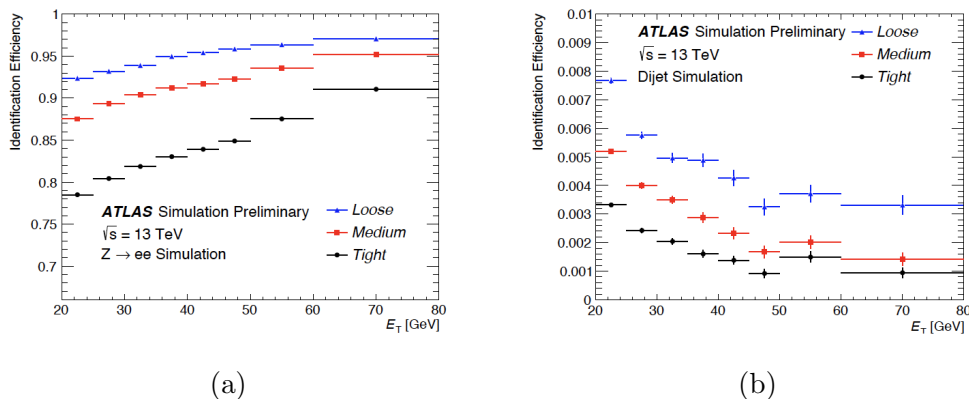 Identification Efficiency
1
0.95
0.9
0.85
0.8
0.75
0.7
ATLAS Simulation Preliminary
√s = 13 TeV
Z → ee Simulation
Loose
Medium
Tight
20 30 40 50 60 70 80
E_T [GeV]
(a)
Identification Efficiency
0.01
0.009
0.008
0.007
0.006
0.005
0.004
0.003
0.002
0.001
0
ATLAS Simulation Preliminary
√s = 13 TeV
Dijet Simulation
Loose
Medium
Tight
20 30 40 50 60 70 80
E_T [GeV]
(b)